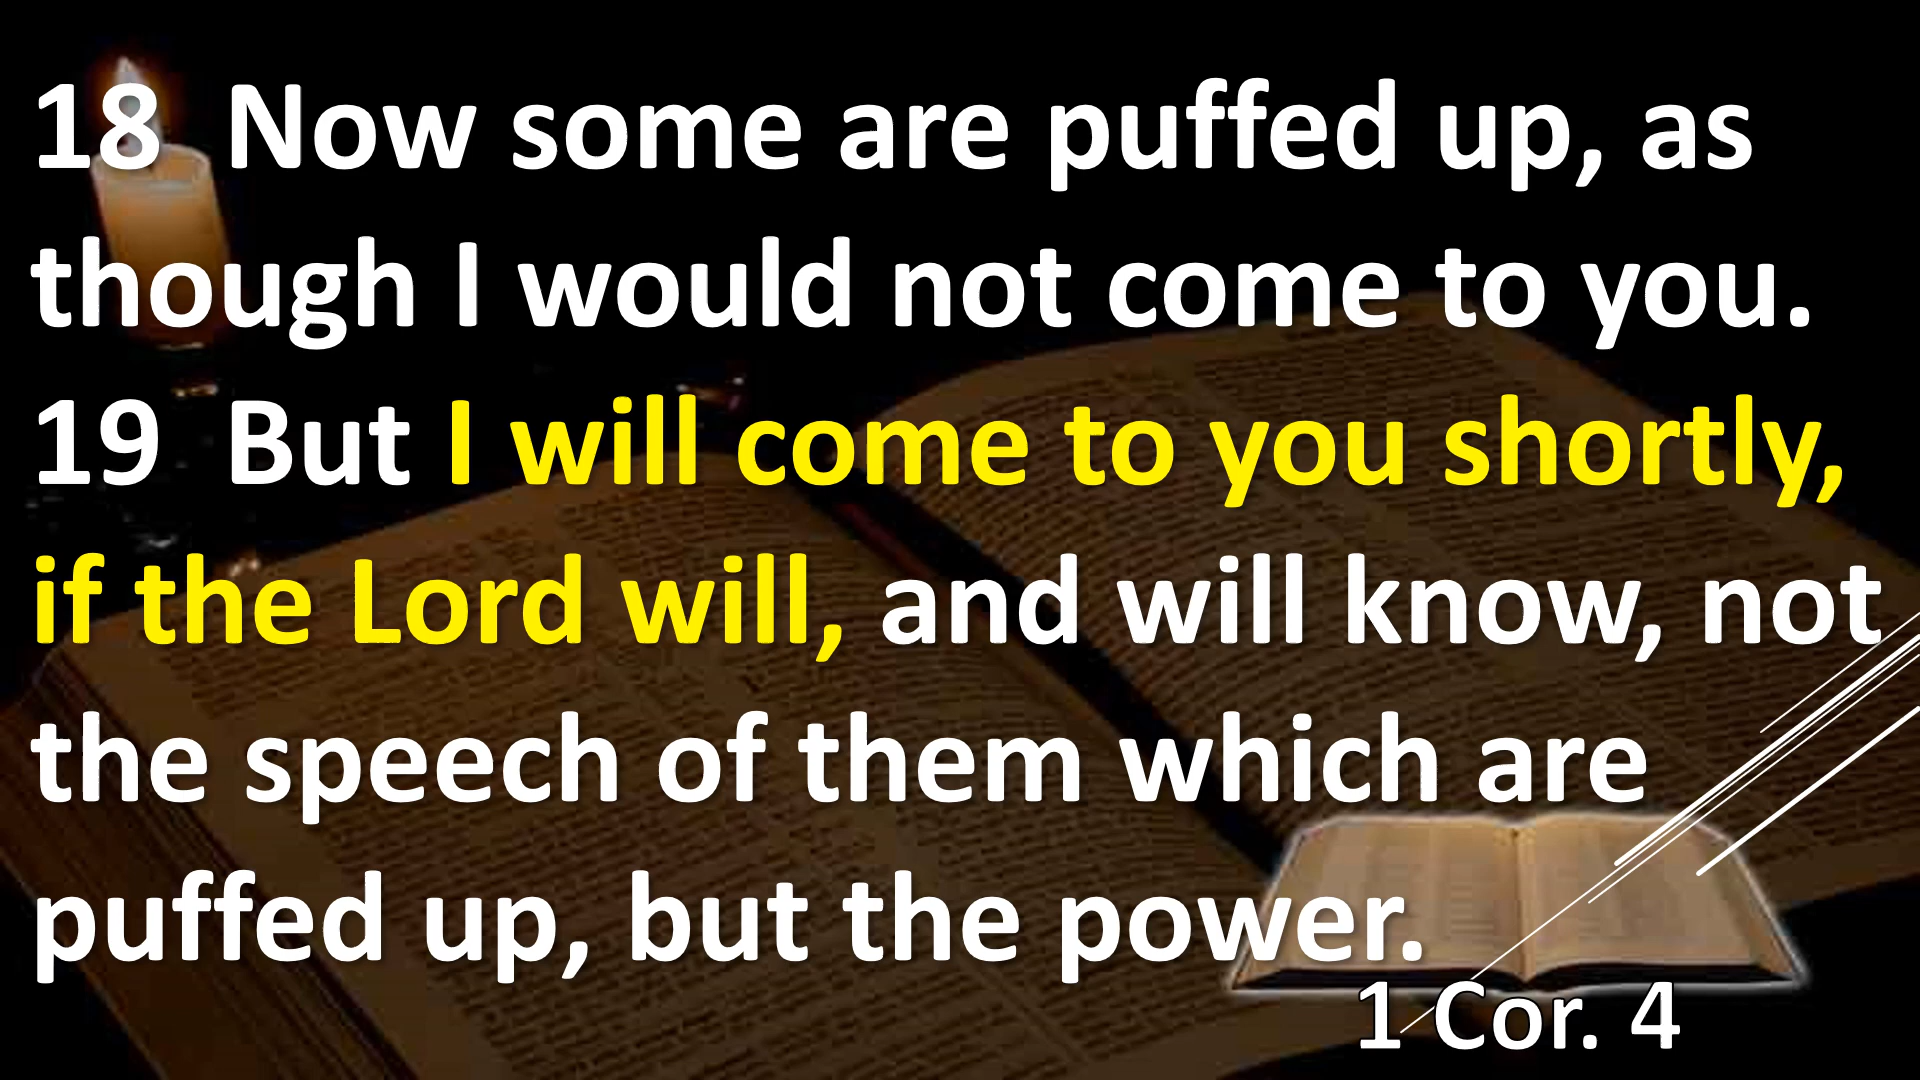 18  Now some are puffed up, as
though I would not come to you.
19  But I will come to you shortly,
if the Lord will, and will know, not
the speech of them which are
puffed up, but the power.
1 Cor. 4